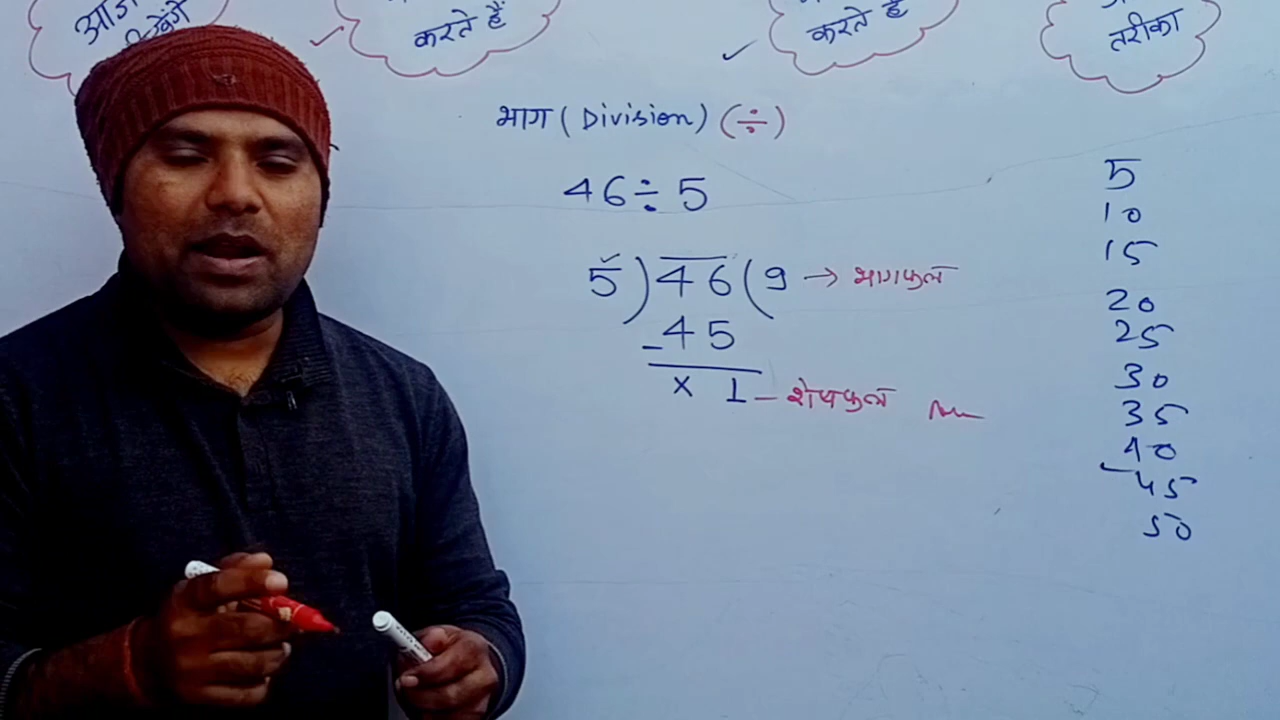 आज
करते हैं
करते हैं
तरीका
भाग (Division) (÷)
46 ÷ 5
5) 46 (9 → भागफल
- 45
x 1 - शेषफल
5
10
15
20
25
30
35
40
45
50